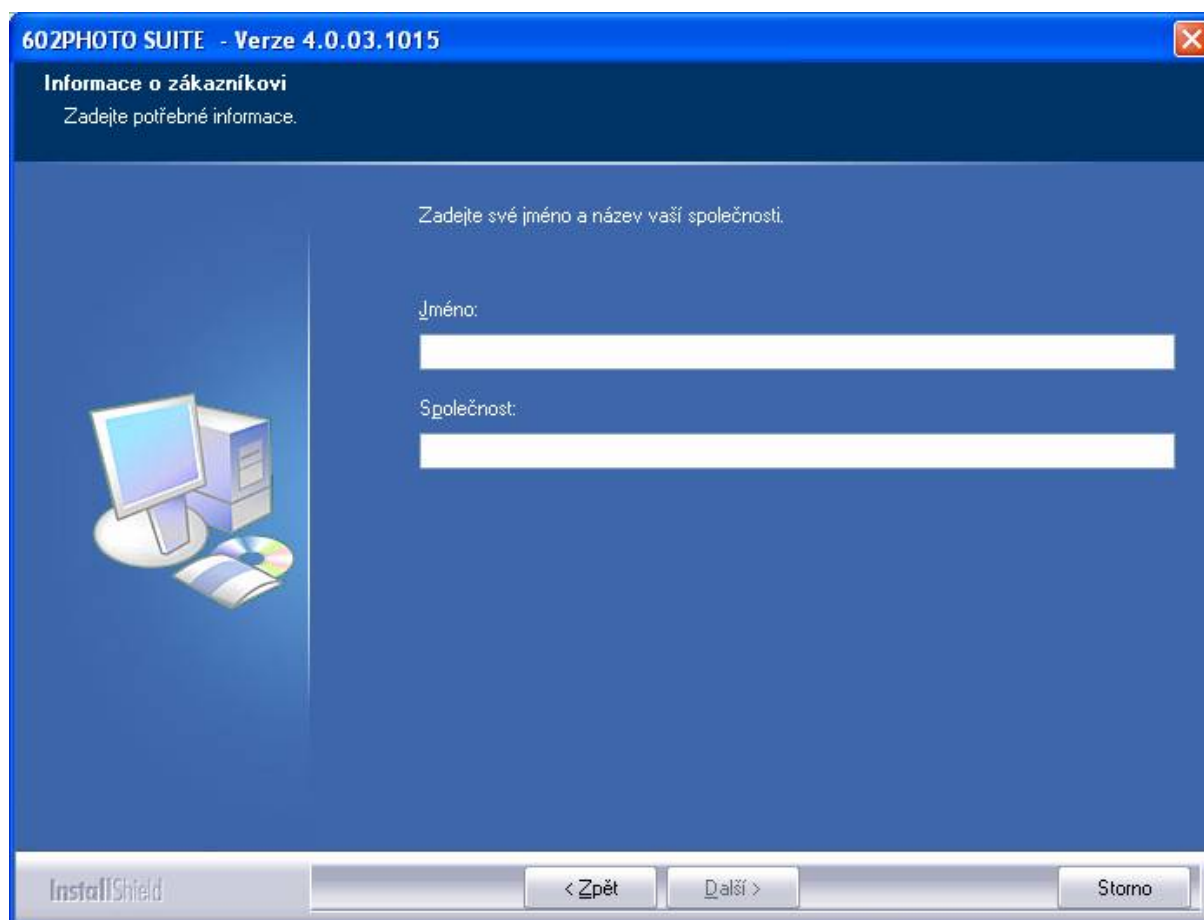 602PHOTO SUITE - Verze 4.0.03.1015
Informace o zákazníkovi
Zadejte potřebné informace.
Zadejte své jméno a název vaší společnosti.
Jméno:
Společnost:
InstallShield
< Zpět
Další >
Storno